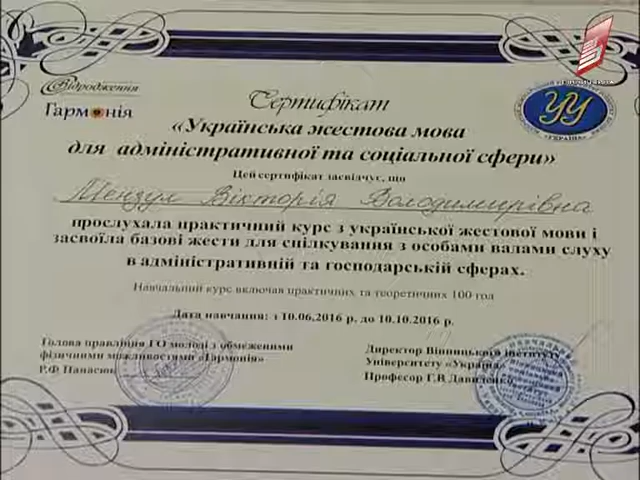 Відродження
Гармонія
УУ
Сертифікат
«Українська жестова мова
для адміністративної та соціальної сфери»
Цей сертифікат засвідчує, що
Мензул Вікторія Володимирівна
прослухала практичний курс з української жестової мови і
засвоїла базові жести для спілкування з особами вадами слуху
в адміністративній та господарській сферах.
Навчальний курс включав практичних та теоретичних 100 год
Дата навчання: з 10.06.2016 р. до 10.10.2016 р.
Голова правління ГО молоді з обмеженими
фізичними можливостями «Гармонія»
Р.Ф Панасюк
Директор Вінницького інституту
Університету «Україна»
Професор Г.В Давиденко